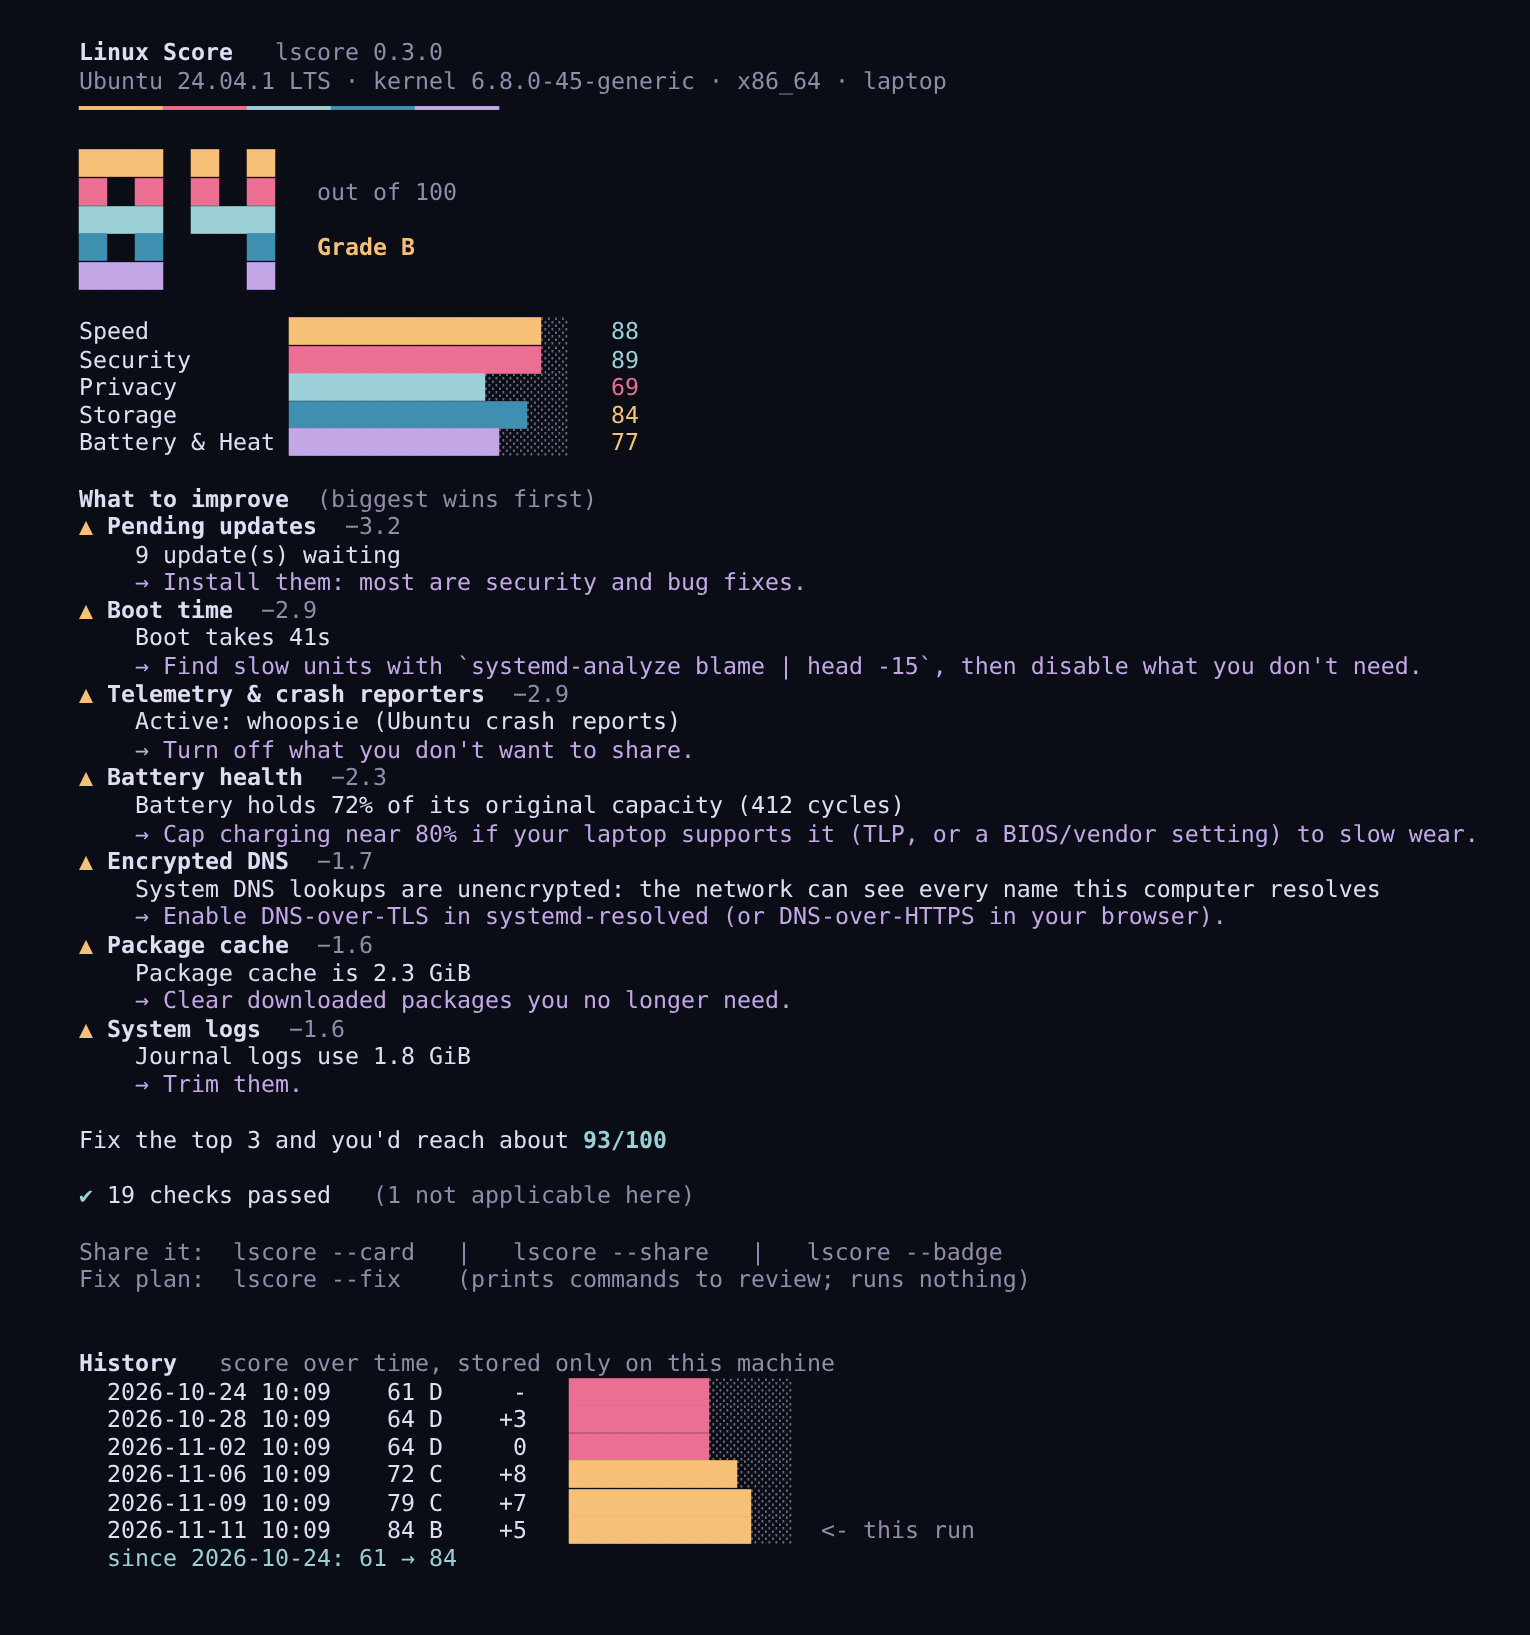 Linux Score   lscore 0.3.0
Ubuntu 24.04.1 LTS · kernel 6.8.0-45-generic · x86_64 · laptop
84
out of 100
Grade B
Speed 88
Security 89
Privacy 69
Storage 84
Battery & Heat 77
What to improve  (biggest wins first)
▲ Pending updates  −3.2
9 update(s) waiting
→ Install them: most are security and bug fixes.
▲ Boot time  −2.9
Boot takes 41s
→ Find slow units with `systemd-analyze blame | head -15`, then disable what you don't need.
▲ Telemetry & crash reporters  −2.9
Active: whoopsie (Ubuntu crash reports)
→ Turn off what you don't want to share.
▲ Battery health  −2.3
Battery holds 72% of its original capacity (412 cycles)
→ Cap charging near 80% if your laptop supports it (TLP, or a BIOS/vendor setting) to slow wear.
▲ Encrypted DNS  −1.7
System DNS lookups are unencrypted: the network can see every name this computer resolves
→ Enable DNS-over-TLS in systemd-resolved (or DNS-over-HTTPS in your browser).
▲ Package cache  −1.6
Package cache is 2.3 GiB
→ Clear downloaded packages you no longer need.
▲ System logs  −1.6
Journal logs use 1.8 GiB
→ Trim them.
Fix the top 3 and you'd reach about 93/100
✔ 19 checks passed   (1 not applicable here)
Share it:  lscore --card   |   lscore --share   |   lscore --badge
Fix plan:  lscore --fix    (prints commands to review; runs nothing)
History   score over time, stored only on this machine
2026-10-24 10:09    61 D     -
2026-10-28 10:09    64 D    +3
2026-11-02 10:09    64 D     0
2026-11-06 10:09    72 C    +8
2026-11-09 10:09    79 C    +7
2026-11-11 10:09    84 B    +5   <- this run
since 2026-10-24: 61 → 84